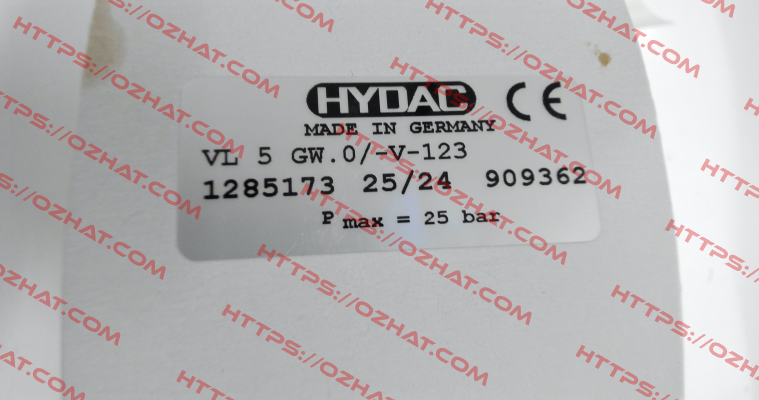 HYDAC CE
MADE IN GERMANY
VL 5 GW.0/-V-123
1285173 25/24 909362
P max = 25 bar
HTTPS://OZHAT.COM